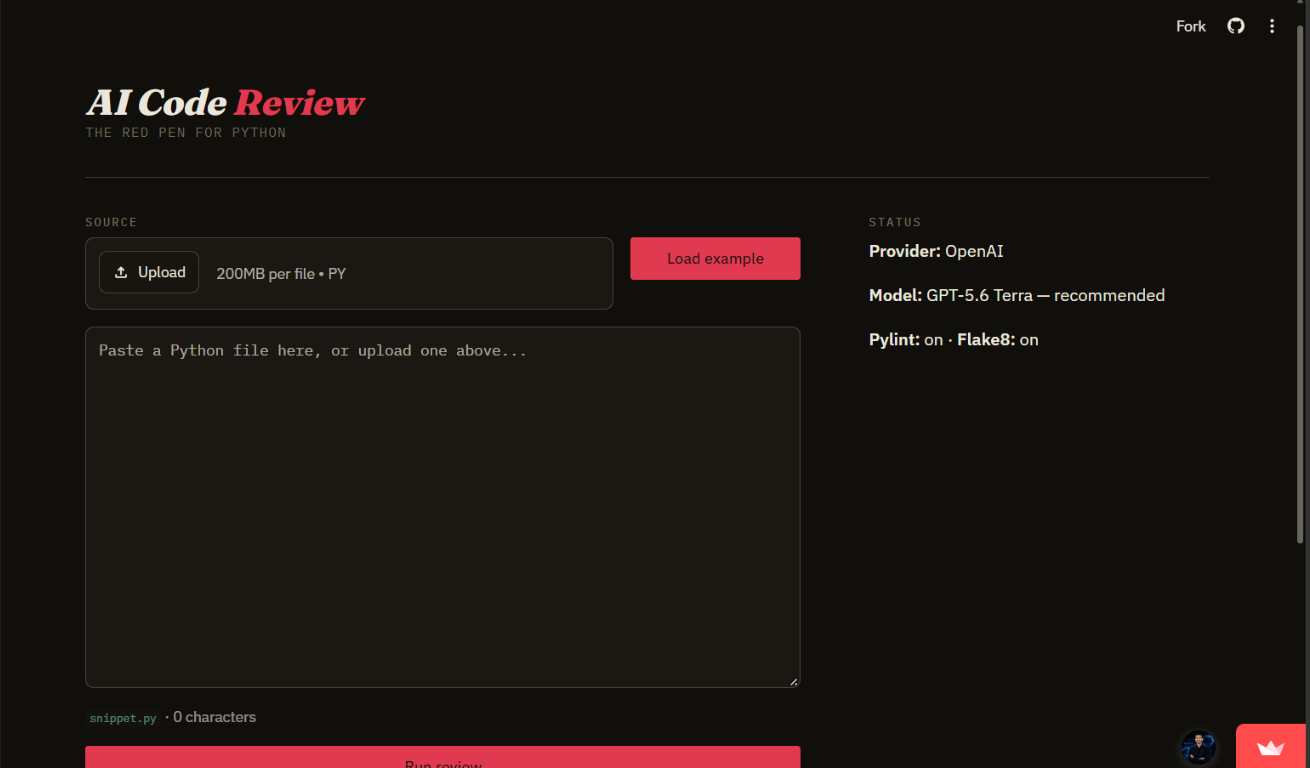 Fork
AI Code Review
THE RED PEN FOR PYTHON
SOURCE
Upload
200MB per file • PY
Load example
Paste a Python file here, or upload one above...
snippet.py · 0 characters
Run review
STATUS
Provider: OpenAI
Model: GPT-5.6 Terra — recommended
Pylint: on · Flake8: on